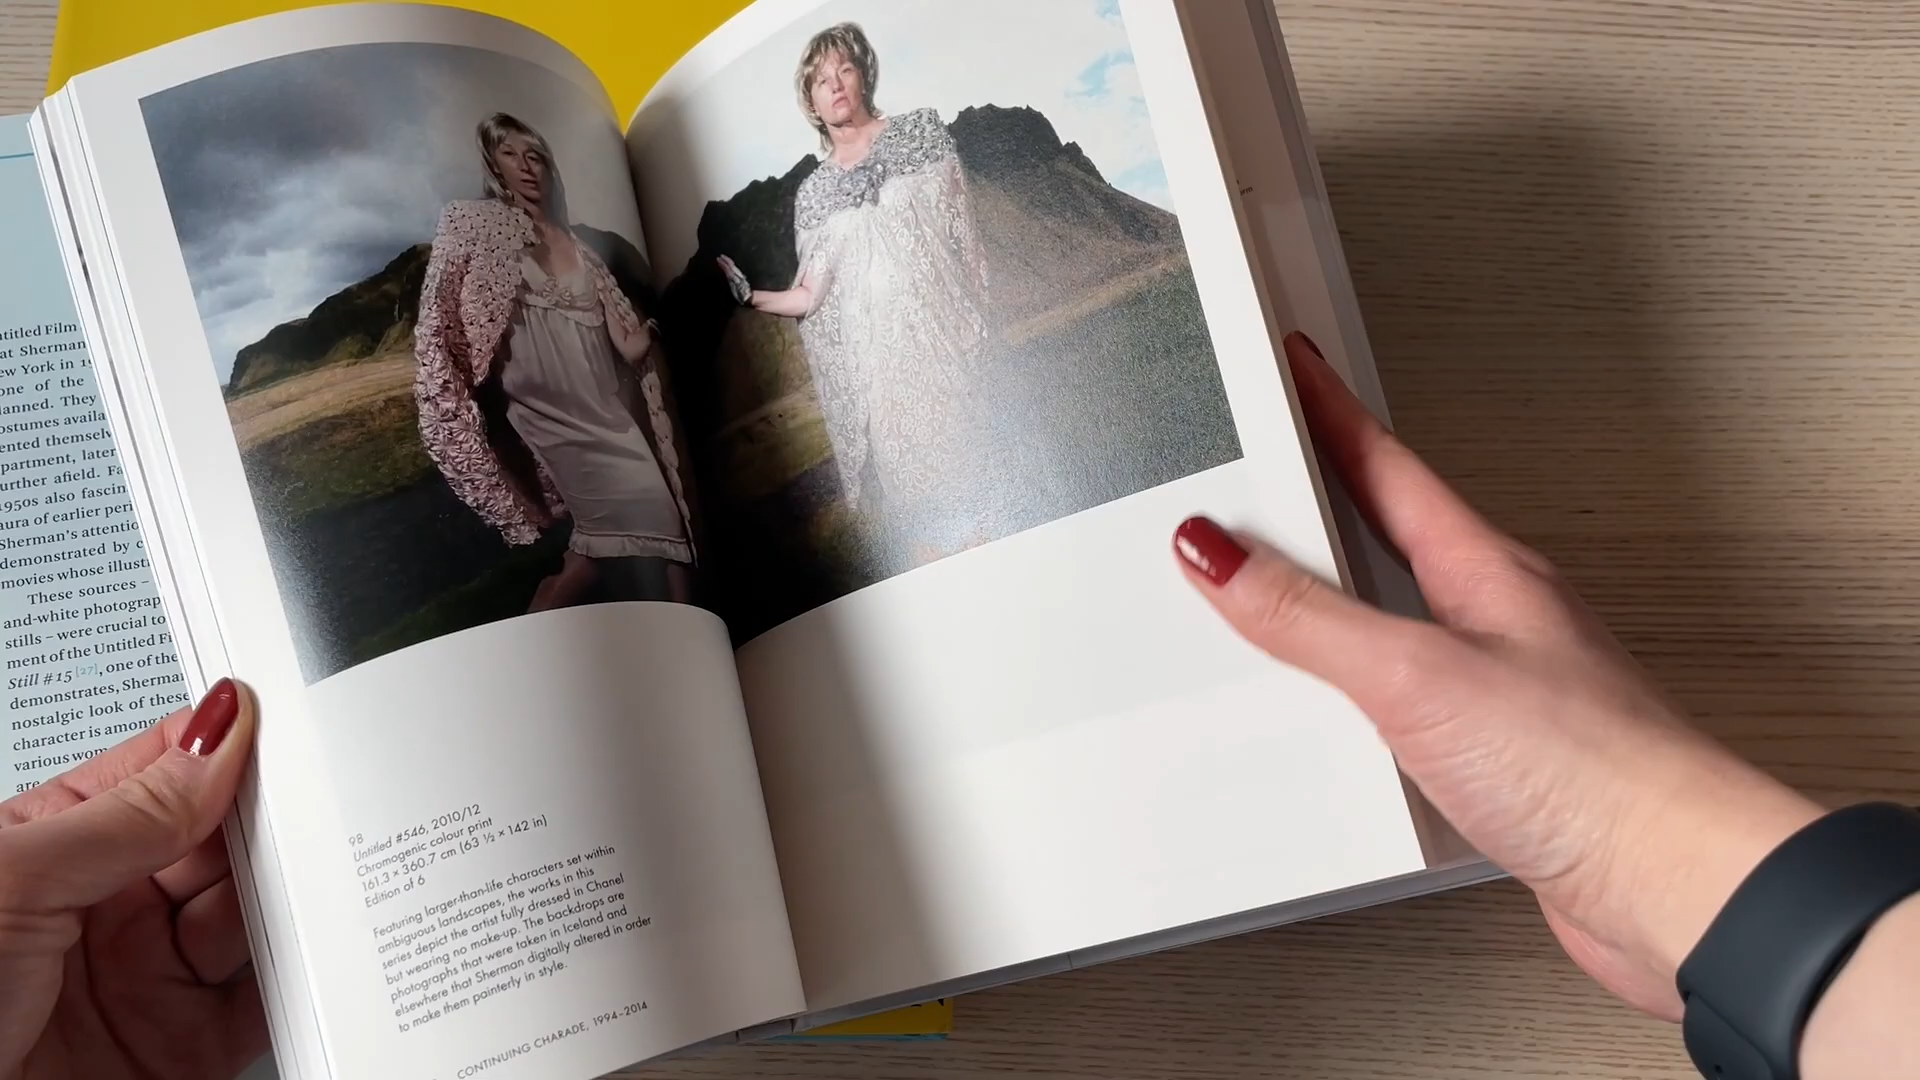 ntitled Film
at Sherman
ew York in 19
one of the
lanned. They
ostumes availa
ented themselv
partment, later
urther afield. Fa
1950s also fascin
aura of earlier peri
Sherman's attentio
demonstrated by c
movies whose illust
These sources –
and-white photograp
stills – were crucial to
ment of the Untitled Fi
Still #15 [27], one of the
demonstrates, Sherma
nostalgic look of these
character is among
various wom
are
98
Untitled #546, 2010/12
Chromogenic colour print
161.3 × 360.7 cm (63 ½ × 142 in)
Edition of 6
Featuring larger-than-life characters set within
ambiguous landscapes, the works in this
series depict the artist fully dressed in Chanel
but wearing no make-up. The backdrops are
photographs that were taken in Iceland and
elsewhere that Sherman digitally altered in order
to make them painterly in style.
CONTINUING CHARADE, 1994–2014